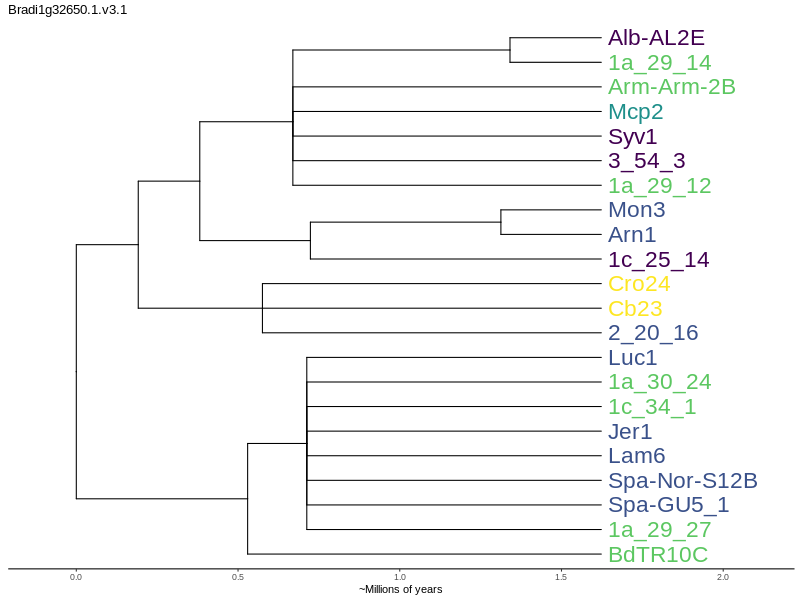 Bradi1g32650.1.v3.1
Alb-AL2E
1a_29_14
Arm-Arm-2B
Mcp2
Syv1
3_54_3
1a_29_12
Mon3
Arn1
1c_25_14
Cro24
Cb23
2_20_16
Luc1
1a_30_24
1c_34_1
Jer1
Lam6
Spa-Nor-S12B
Spa-GU5_1
1a_29_27
BdTR10C
0.0 0.5 1.0 1.5 2.0
~Millions of years